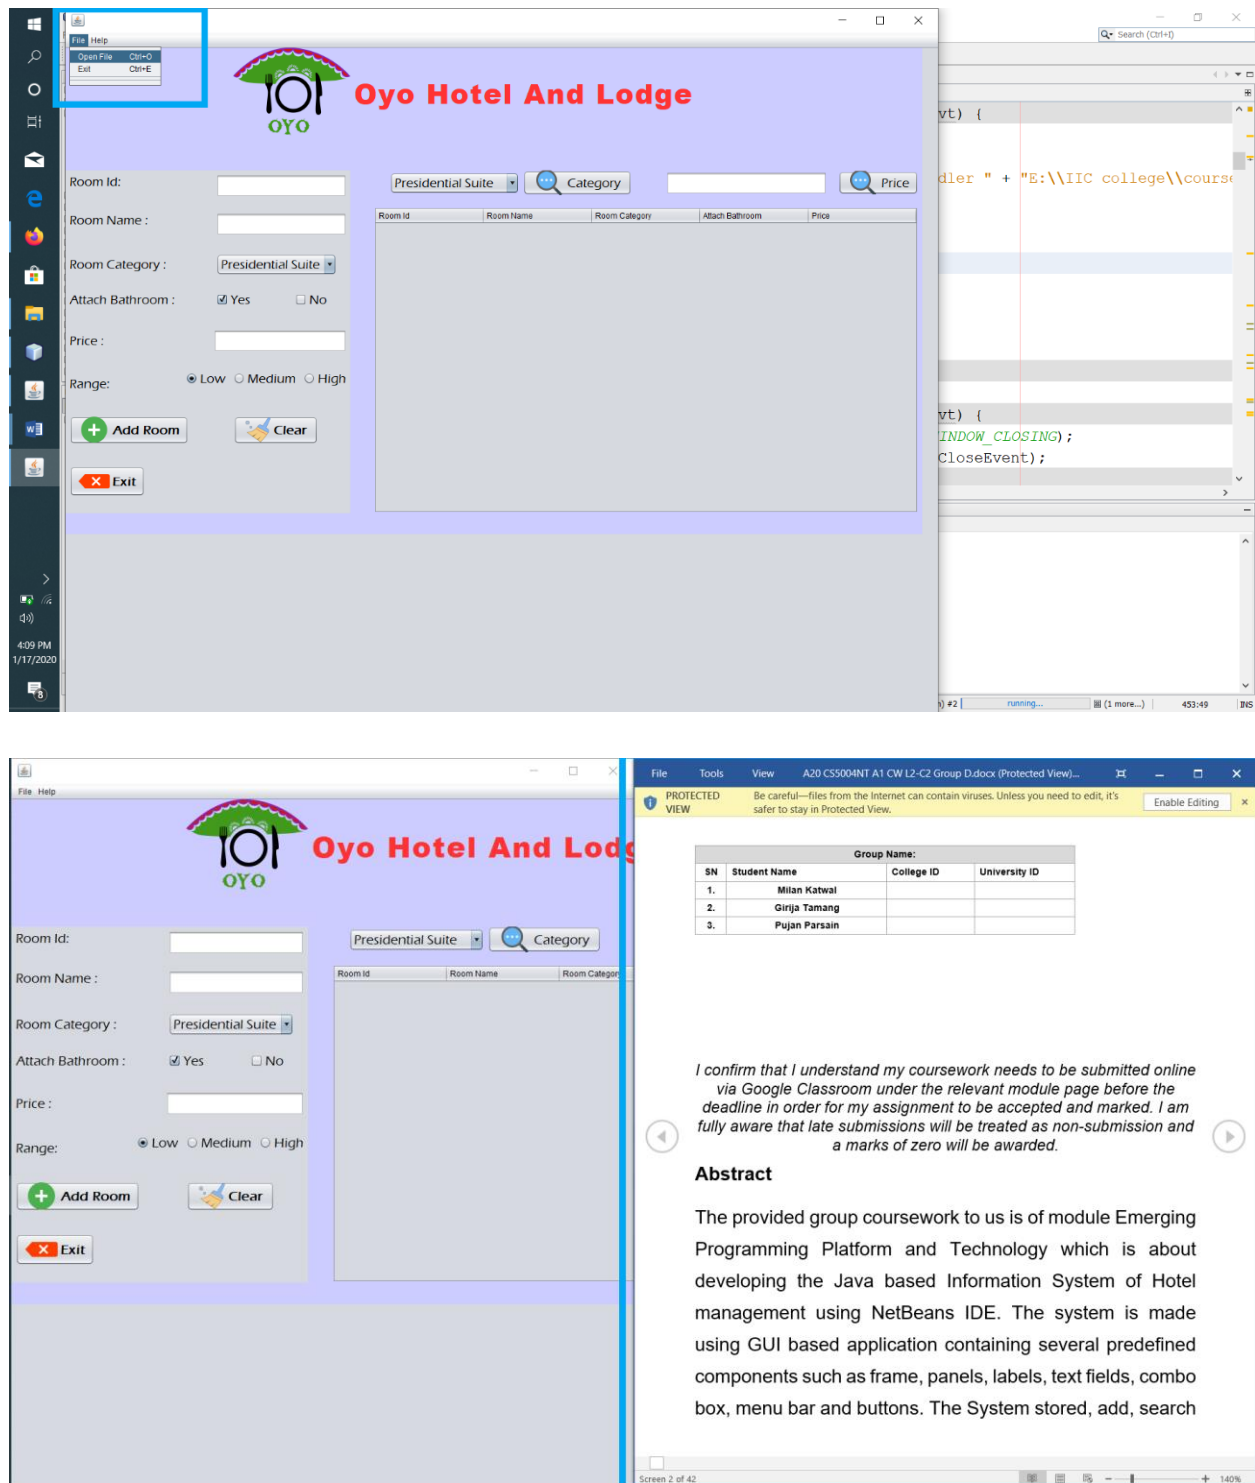 File Help
Open File Ctrl+O
Exit Ctrl+E
OYO
Oyo Hotel And Lodge
Search (Ctrl+I)
Room Id:
Room Name :
Room Category : Presidential Suite
Attach Bathroom : Yes No
Price :
Range: Low Medium High
Add Room Clear
Exit
Presidential Suite Category Price
Room Id Room Name Room Category Attach Bathroom Price
vt) {
dler " + "E:\\IIC college\\course
vt) {
INDOW_CLOSING);
CloseEvent);
4:09 PM
1/17/2020
8
#2 running... (1 more...) 453:49 INS
File Help
OYO
Oyo Hotel And Lodg
Room Id:
Room Name :
Room Category : Presidential Suite
Attach Bathroom : Yes No
Price :
Range: Low Medium High
Add Room Clear
Exit
Presidential Suite Category
Room Id Room Name Room Category
File Tools View A20 CS5004NT A1 CW L2-C2 Group D.docx (Protected View)...
PROTECTED VIEW
Be careful—files from the Internet can contain viruses. Unless you need to edit, it's
safer to stay in Protected View.
Enable Editing
Group Name:
SN Student Name College ID University ID
1. Milan Katwal
2. Girija Tamang
3. Pujan Parsain
I confirm that I understand my coursework needs to be submitted online
via Google Classroom under the relevant module page before the
deadline in order for my assignment to be accepted and marked. I am
fully aware that late submissions will be treated as non-submission and
a marks of zero will be awarded.
Abstract
The provided group coursework to us is of module Emerging
Programming Platform and Technology which is about
developing the Java based Information System of Hotel
management using NetBeans IDE. The system is made
using GUI based application containing several predefined
components such as frame, panels, labels, text fields, combo
box, menu bar and buttons. The System stored, add, search
Screen 2 of 42 140%